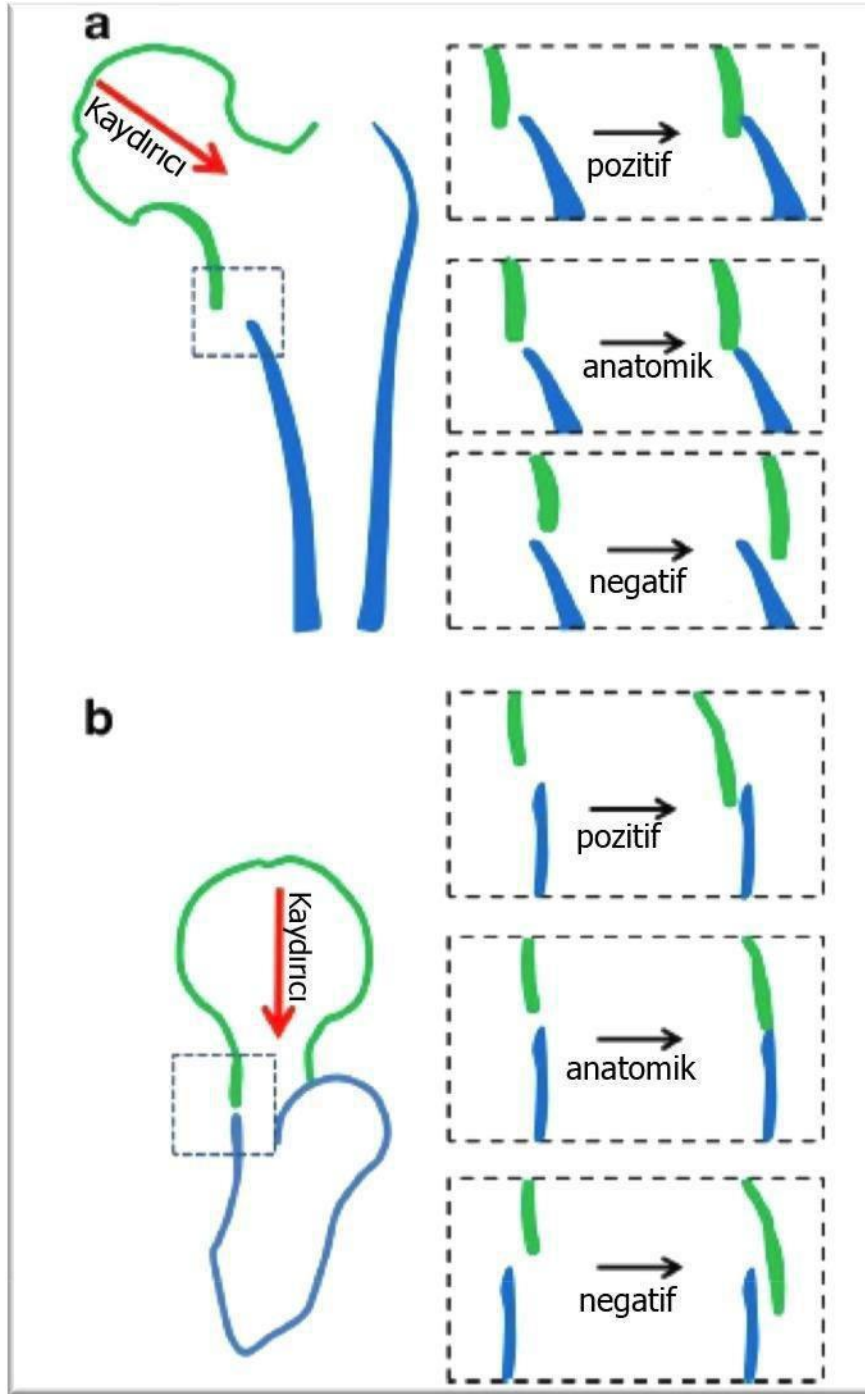 a
Kaydırıcı
pozitif
anatomik
negatif
b
Kaydırıcı
pozitif
anatomik
negatif